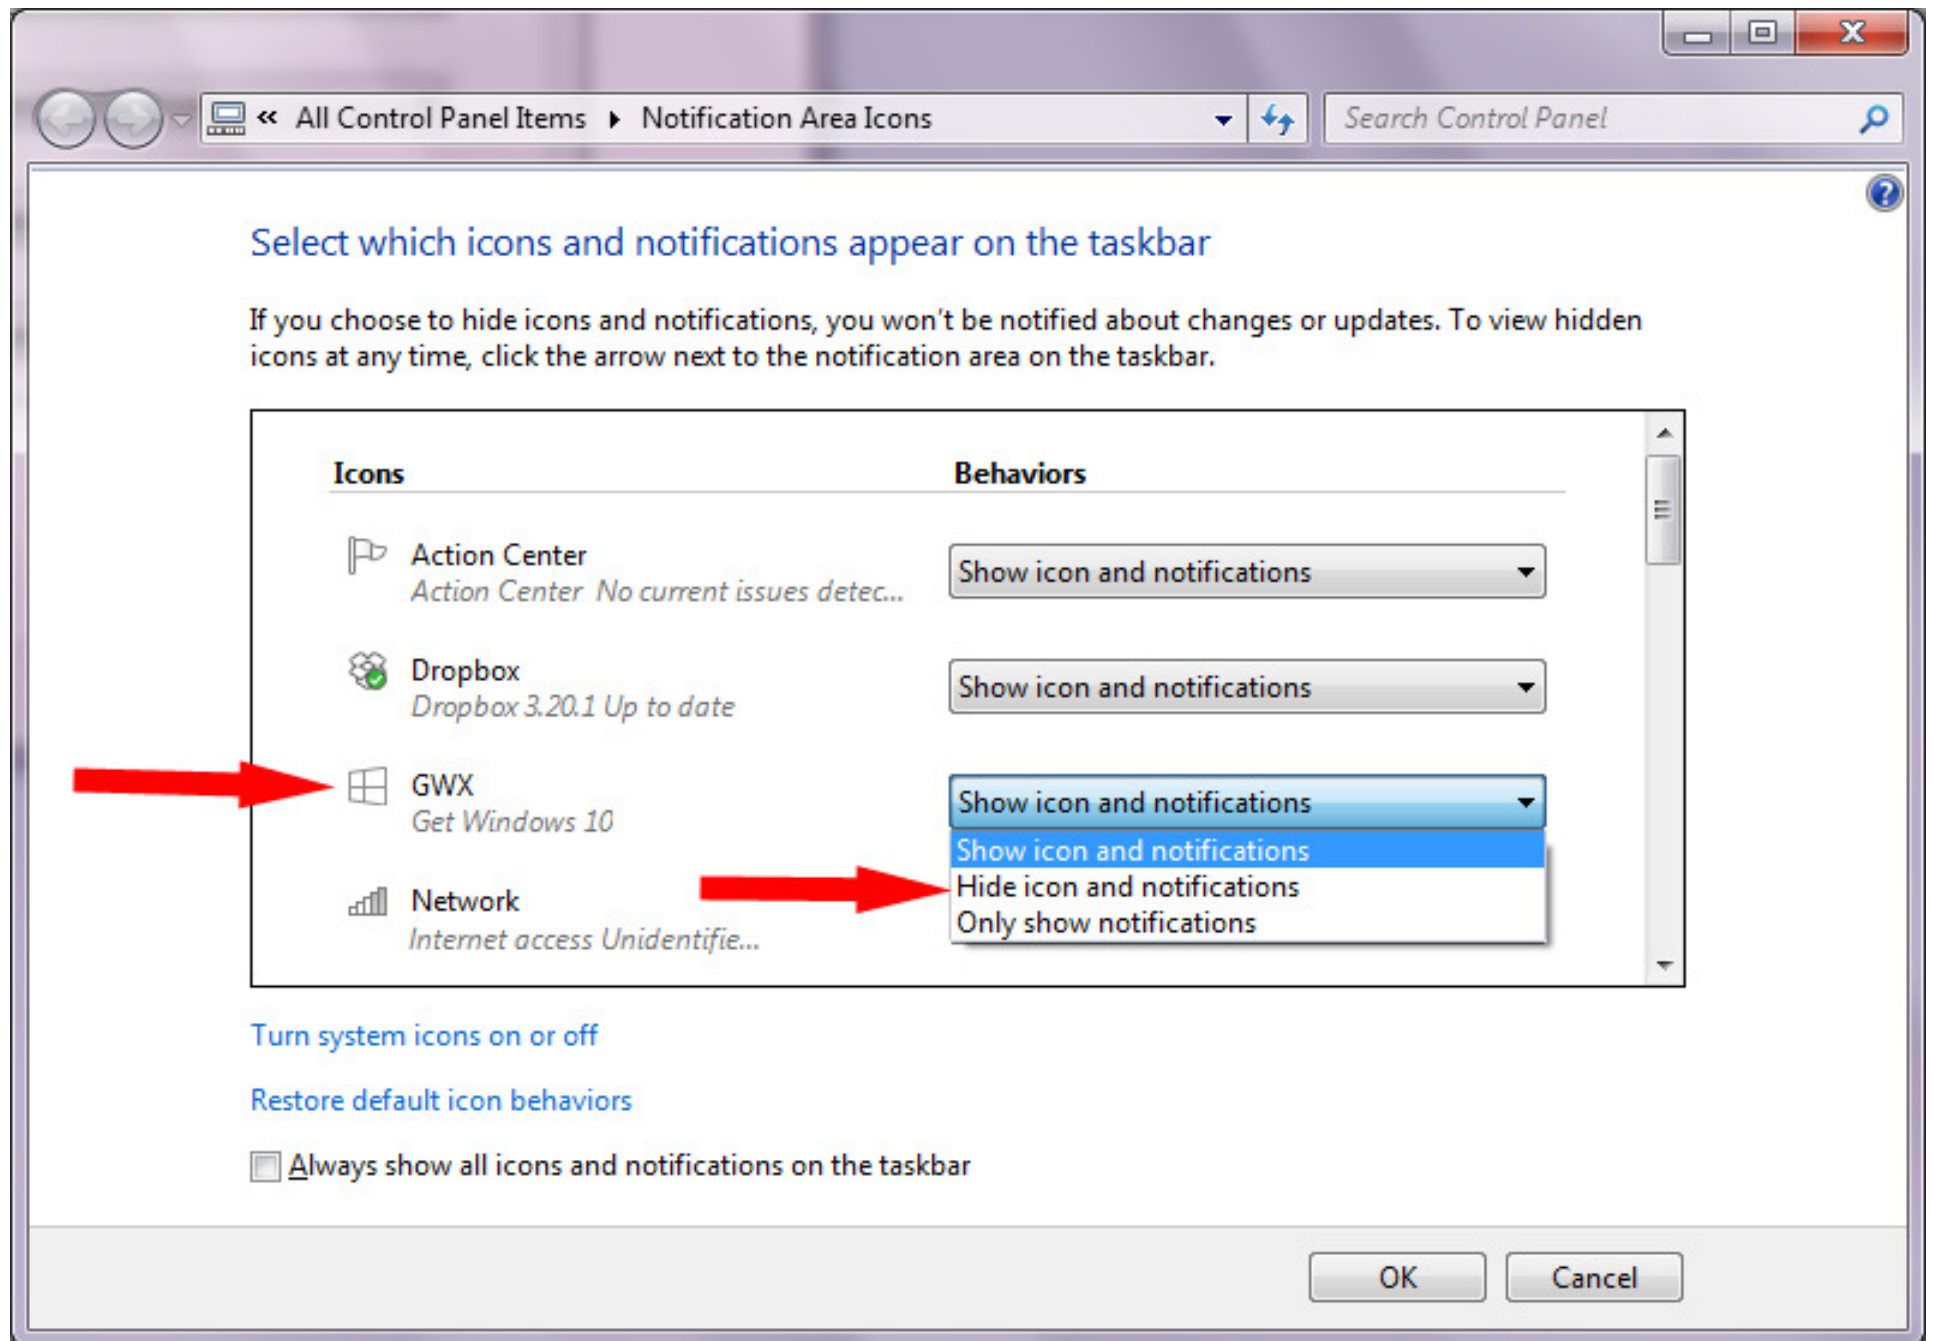 « All Control Panel Items Notification Area Icons
Search Control Panel
?
Select which icons and notifications appear on the taskbar
If you choose to hide icons and notifications, you won't be notified about changes or updates. To view hidden
icons at any time, click the arrow next to the notification area on the taskbar.
Icons Behaviors
Action Center
Action Center No current issues detec...
Show icon and notifications
Dropbox
Dropbox 3.20.1 Up to date
Show icon and notifications
GWX
Get Windows 10
Show icon and notifications
Show icon and notifications
Hide icon and notifications
Only show notifications
Network
Internet access Unidentifie...
Turn system icons on or off
Restore default icon behaviors
Always show all icons and notifications on the taskbar
OK Cancel